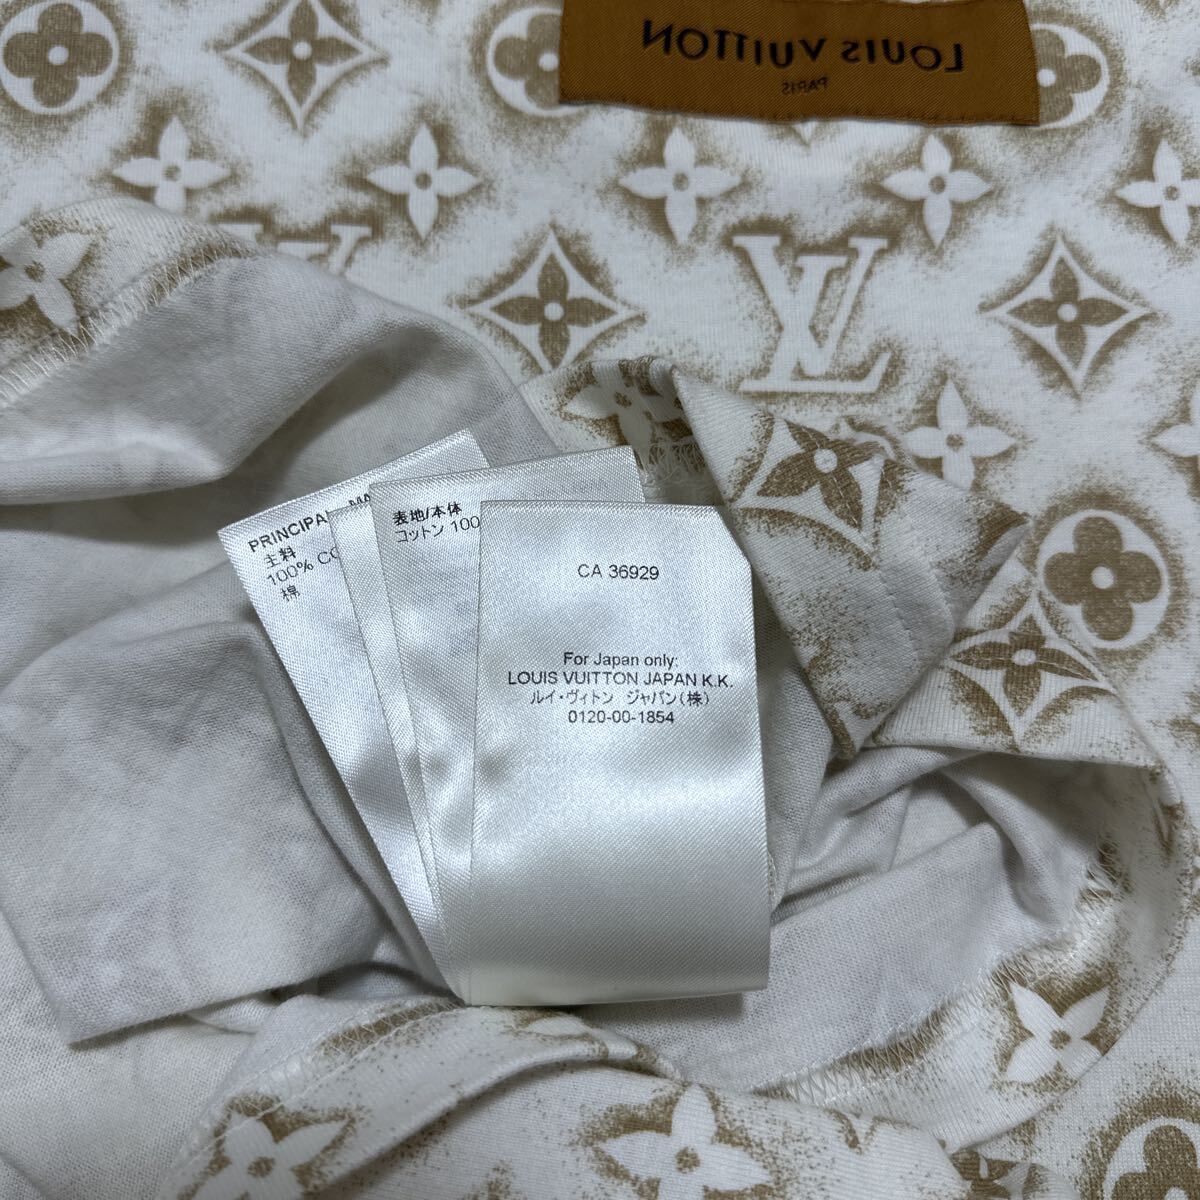 LOUIS VUITTON
PARIS
PRINCIPAL
主料
100%
棉
表地/本体
コットン 100
CA 36929
For Japan only:
LOUIS VUITTON JAPAN K.K.
ルイ・ヴィトン ジャパン(株)
0120-00-1854